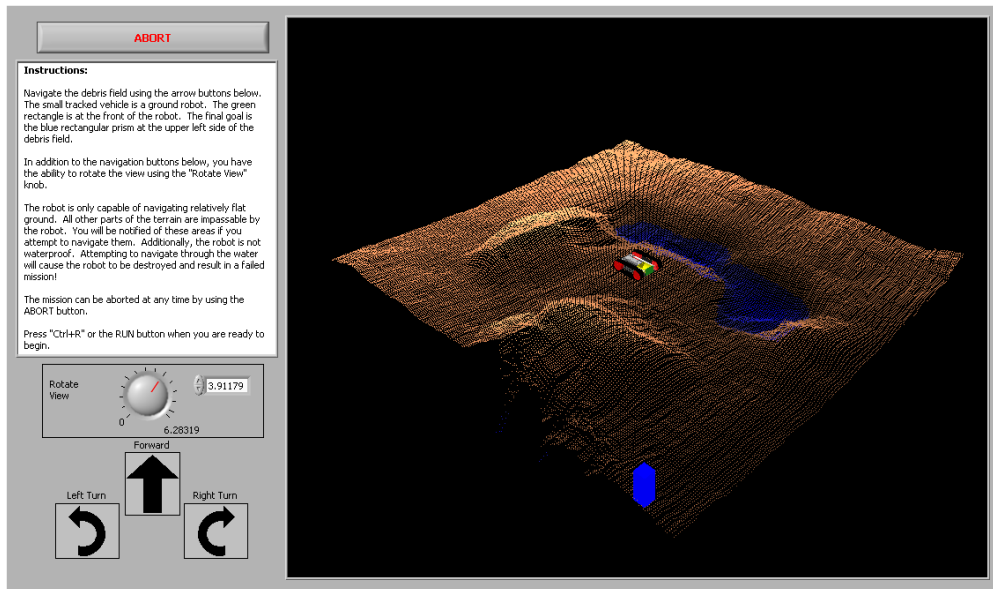 ABORT
Instructions:
Navigate the debris field using the arrow buttons below.
The small tracked vehicle is a ground robot. The green
rectangle is at the front of the robot. The final goal is
the blue rectangular prism at the upper left side of the
debris field.
In addition to the navigation buttons below, you have
the ability to rotate the view using the "Rotate View"
knob.
The robot is only capable of navigating relatively flat
ground. All other parts of the terrain are impassable by
the robot. You will be notified of these areas if you
attempt to navigate them. Additionally, the robot is not
waterproof. Attempting to navigate through the water
will cause the robot to be destroyed and result in a failed
mission!
The mission can be aborted at any time by using the
ABORT button.
Press "Ctrl+R" or the RUN button when you are ready to
begin.
Rotate
View
3.91179
0
6.28319
Forward
Left Turn
Right Turn